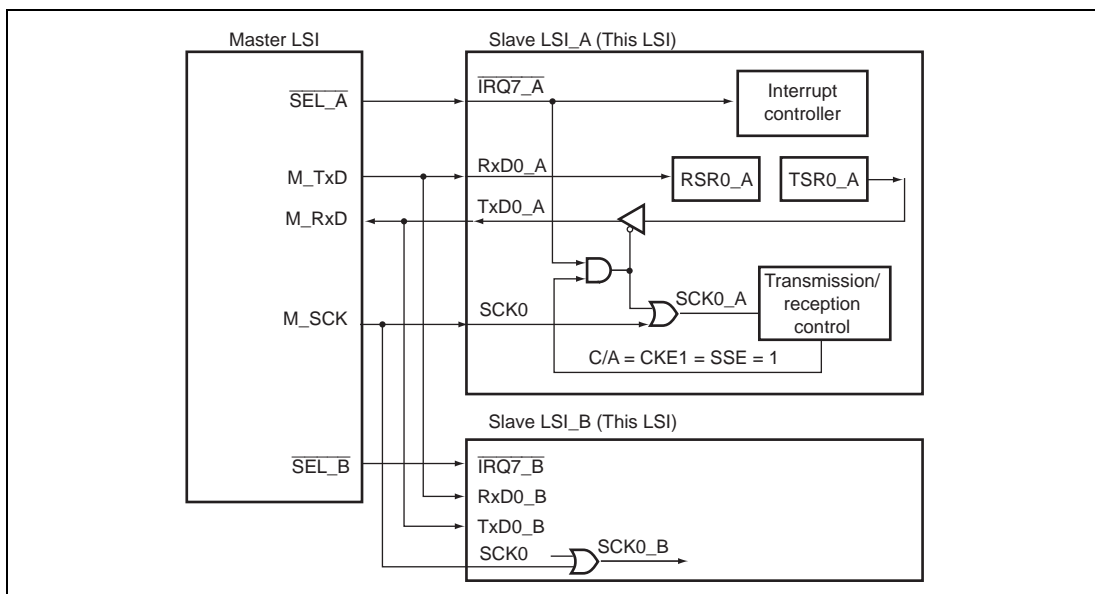 Master LSI
SEL_A
M_TxD
M_RxD
M_SCK
SEL_B
Slave LSI_A (This LSI)
IRQ7_A
Interrupt
controller
RxD0_A
RSR0_A
TSR0_A
TxD0_A
Transmission/
reception
control
SCK0
SCK0_A
C/A = CKE1 = SSE = 1
Slave LSI_B (This LSI)
IRQ7_B
RxD0_B
TxD0_B
SCK0
SCK0_B